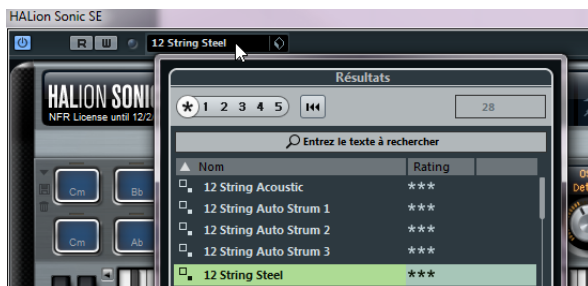 HALion Sonic SE
R W 12 String Steel
Résultats
HALION SONI
NFR License until 12/2
* 1 2 3 4 5 28
Entrez le texte à rechercher
Nom Rating
12 String Acoustic ***
12 String Auto Strum 1 ***
12 String Auto Strum 2 ***
12 String Auto Strum 3 ***
12 String Steel ***
Cm Bb
Cm Ab